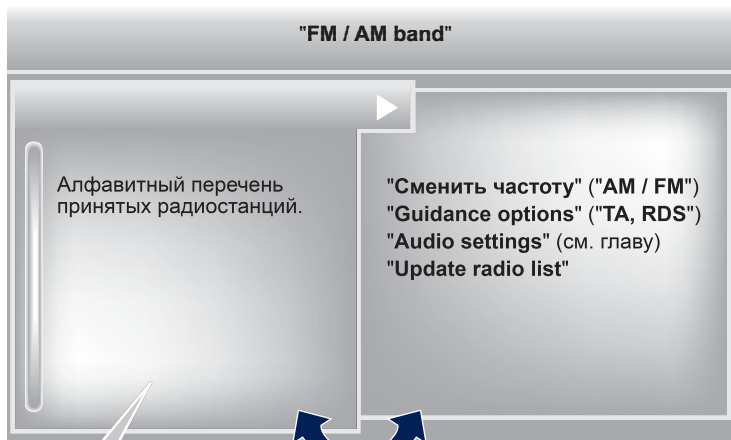 "FM / AM band"
Алфавитный перечень
принятых радиостанций.
"Сменить частоту" ("AM / FM")
"Guidance options" ("TA, RDS")
"Audio settings" (см. главу)
"Update radio list"